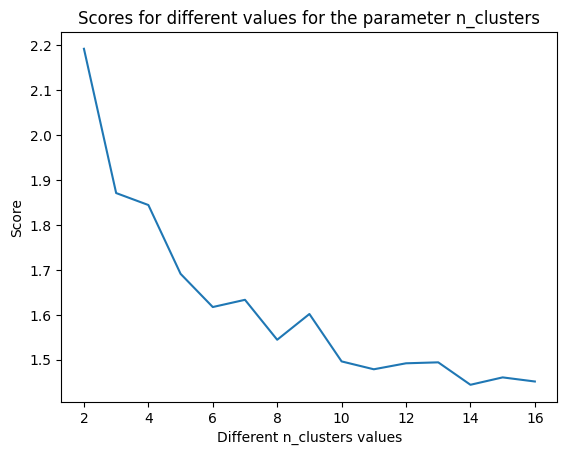 Scores for different values for the parameter n_clusters
Score
2.2
2.1
2.0
1.9
1.8
1.7
1.6
1.5
2 4 6 8 10 12 14 16
Different n_clusters values